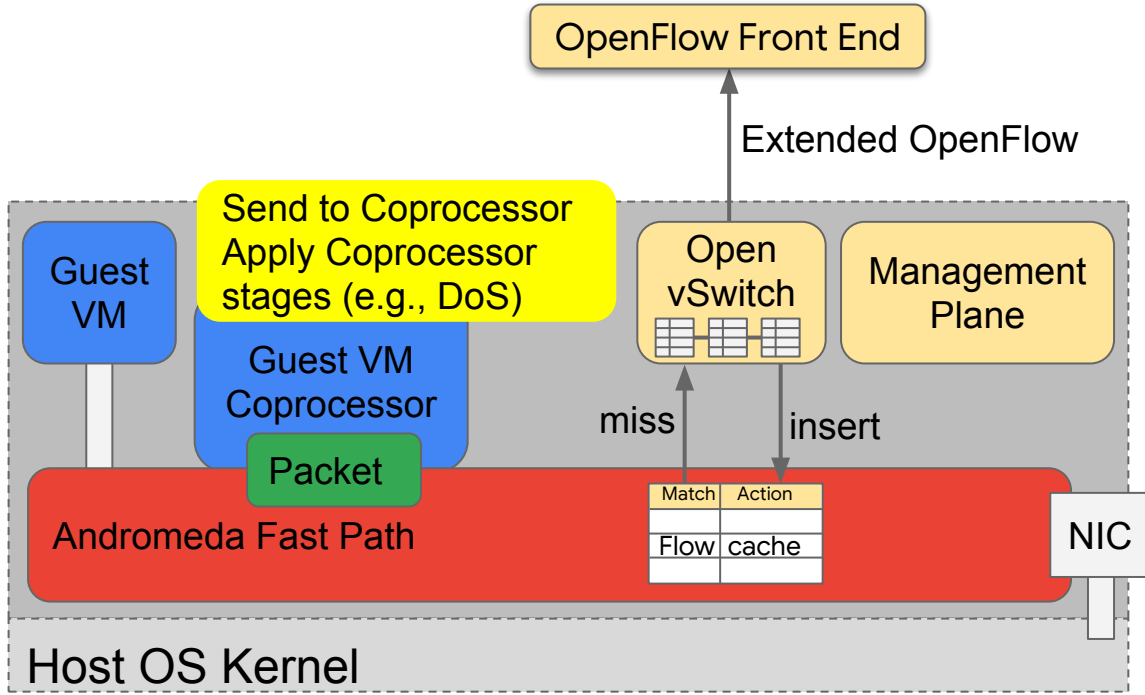 OpenFlow Front End
Extended OpenFlow
Send to Coprocessor
Apply Coprocessor
stages (e.g., DoS)
Guest
VM
Guest VM
Coprocessor
Open
vSwitch
Management
Plane
miss
insert
Packet
Match Action
Flow cache
Andromeda Fast Path
NIC
Host OS Kernel